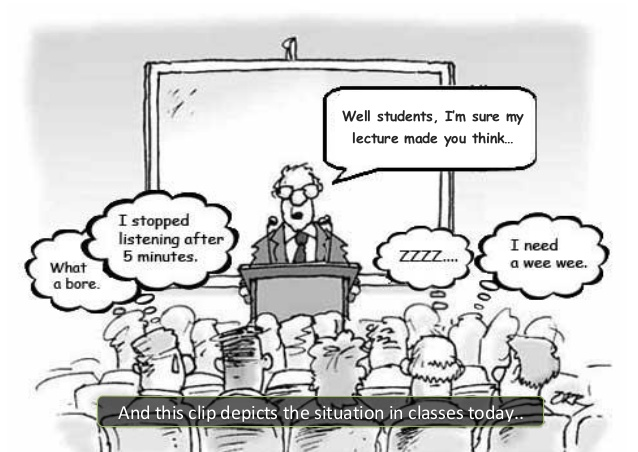 Well students, I'm sure my
lecture made you think...
I stopped
listening after
5 minutes.
What
a bore.
ZZZZ....
I need
a wee wee.
And this clip depicts the situation in classes today..